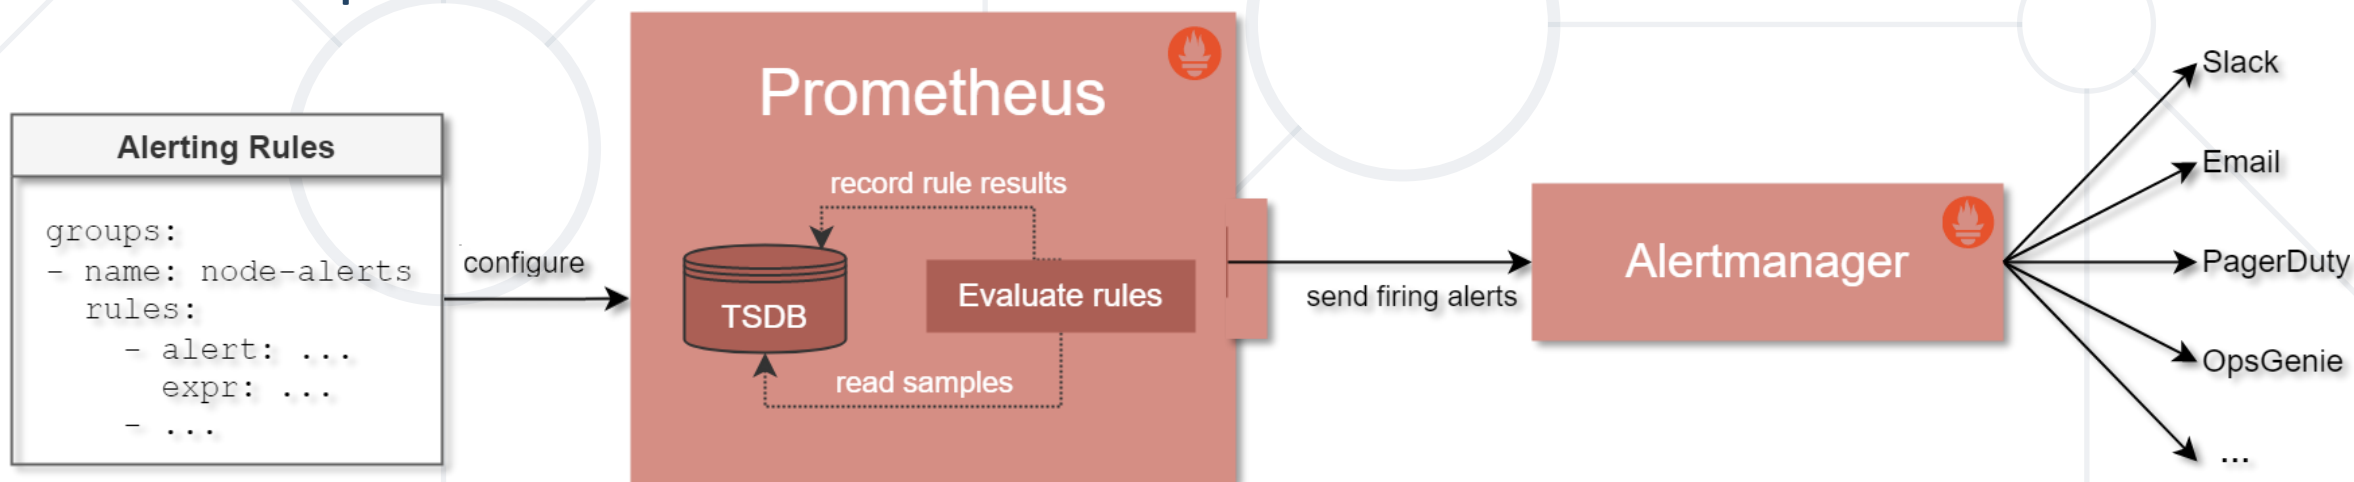 Alerting Rules
groups:
- name: node-alerts
rules:
- alert: ...
expr: ...
- ...
configure
Prometheus
record rule results
TSDB
Evaluate rules
read samples
send firing alerts
Alertmanager
Slack
Email
PagerDuty
OpsGenie
...